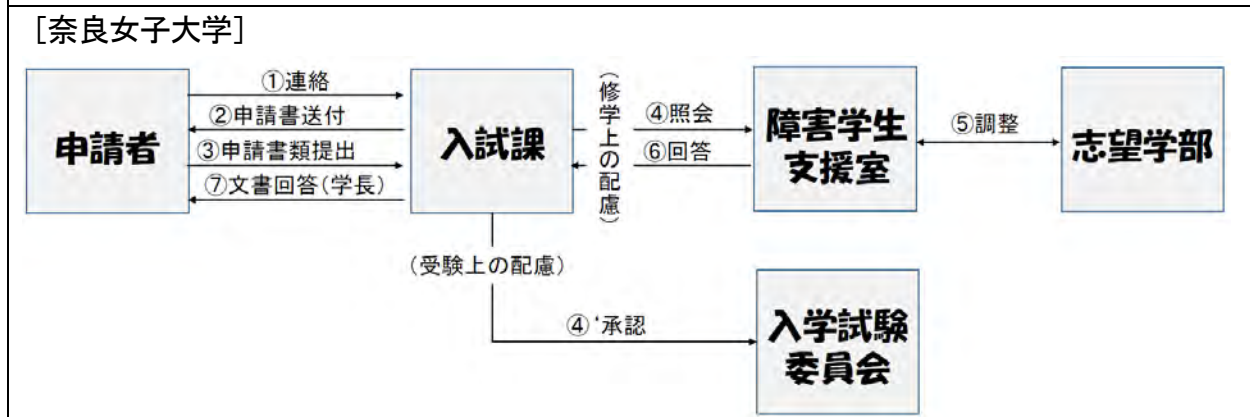 [奈良女子大学]
申請者
①連絡
②申請書送付
③申請書類提出
⑦文書回答(学長)
入試課
(修学上の配慮)
④照会
⑥回答
障害学生
支援室
⑤調整
志望学部
(受験上の配慮)
④‘承認
入学試験
委員会